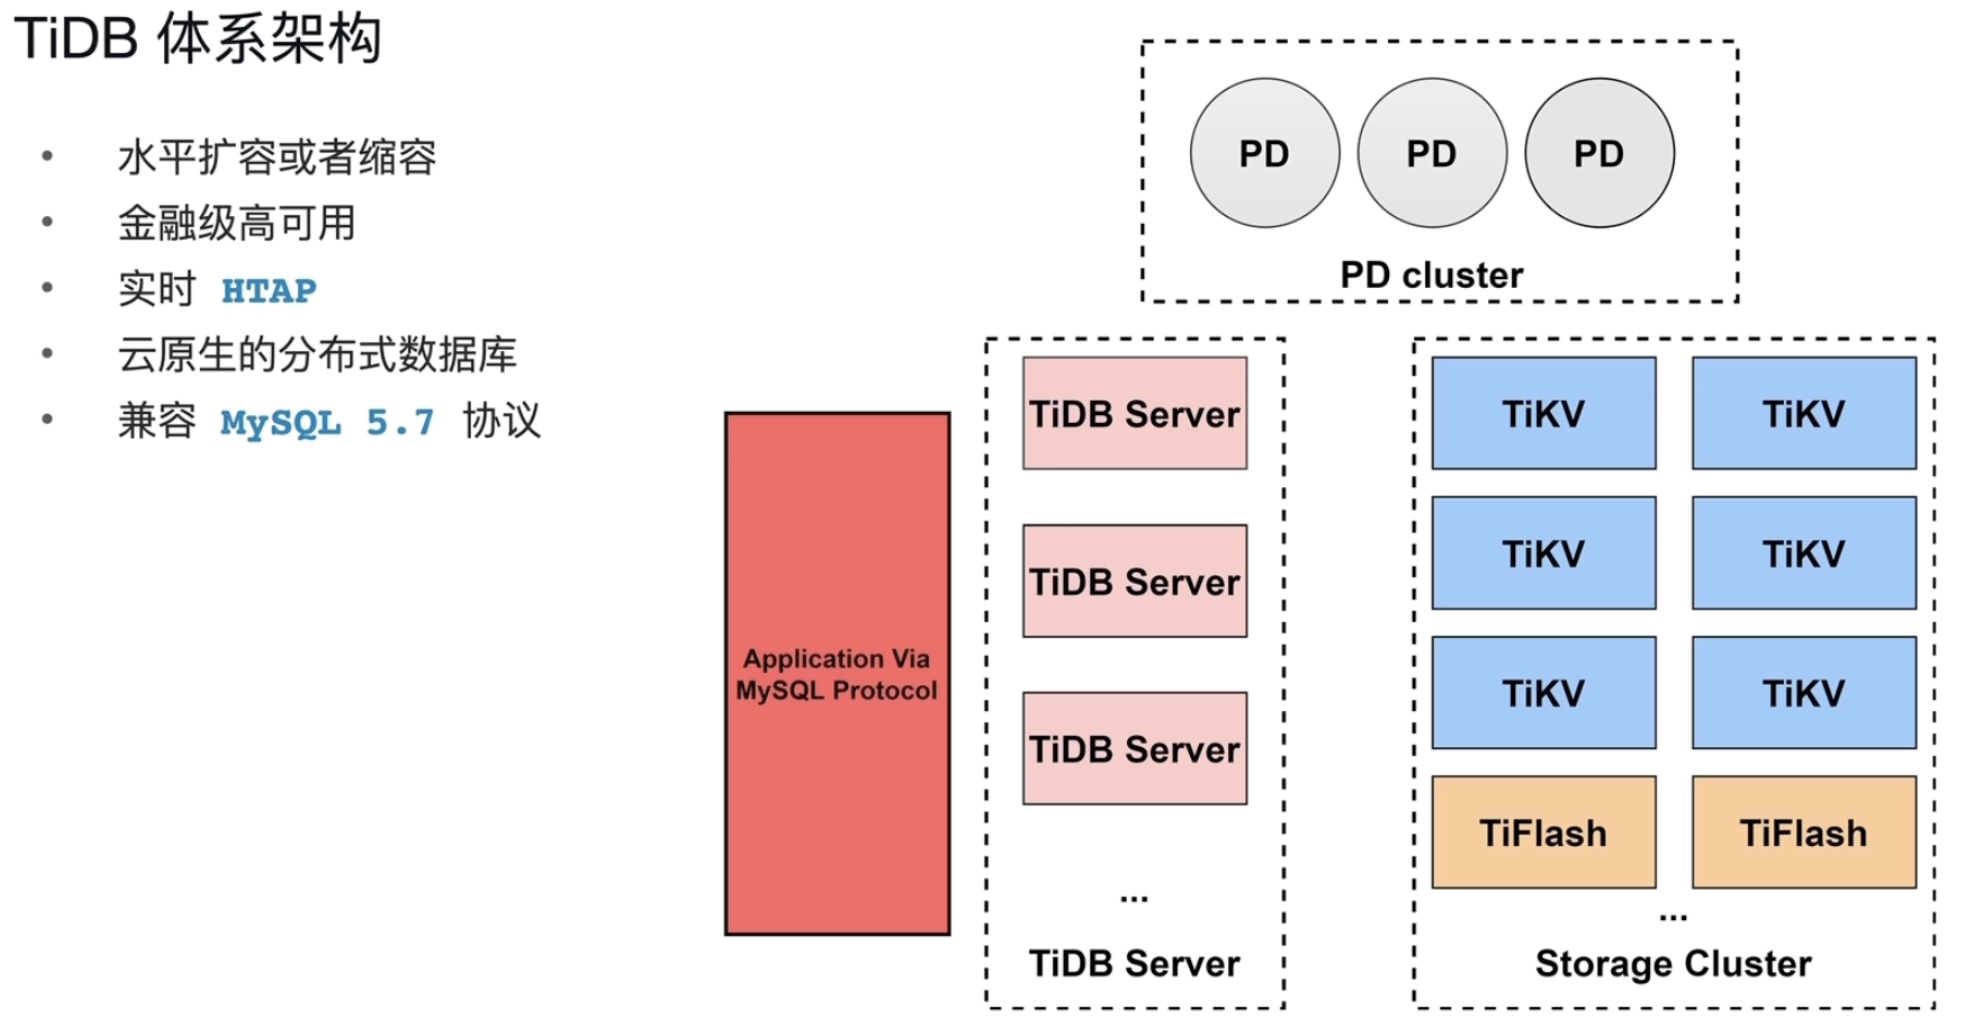 TiDB 体系架构
• 水平扩容或者缩容
• 金融级高可用
• 实时 HTAP
• 云原生的分布式数据库
• 兼容 MySQL 5.7 协议
PD PD PD
PD cluster
Application Via
MySQL Protocol
TiDB Server
TiDB Server
TiDB Server
...
TiDB Server
TiKV TiKV
TiKV TiKV
TiKV TiKV
TiFlash TiFlash
...
Storage Cluster